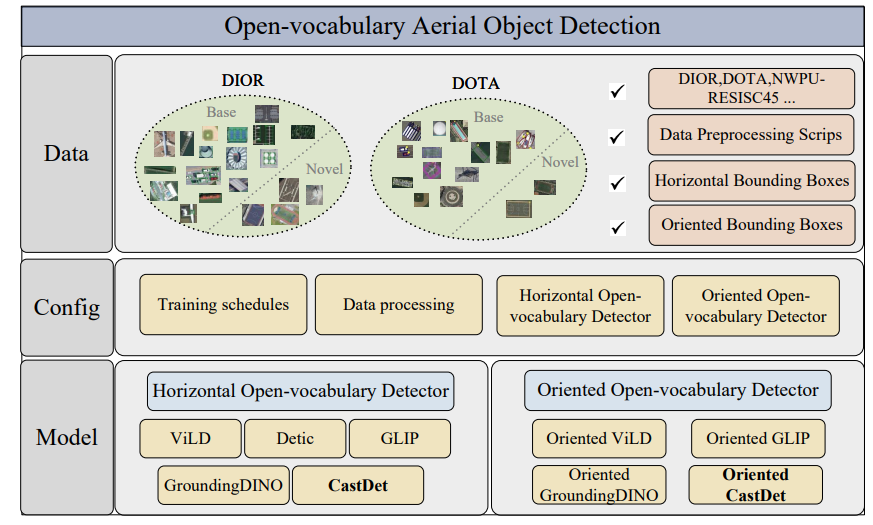 Open-vocabulary Aerial Object Detection
Data
DIOR
Base
Novel
DOTA
Base
Novel
DIOR,DOTA,NWPU-
RESISC45 ...
Data Preprocessing Scrips
Horizontal Bounding Boxes
Oriented Bounding Boxes
Config
Training schedules
Data processing
Horizontal Open-
vocabulary Detector
Oriented Open-
vocabulary Detector
Model
Horizontal Open-vocabulary Detector
ViLD
Detic
GLIP
GroundingDINO
CastDet
Oriented Open-vocabulary Detector
Oriented ViLD
Oriented GLIP
Oriented
GroundingDINO
Oriented
CastDet